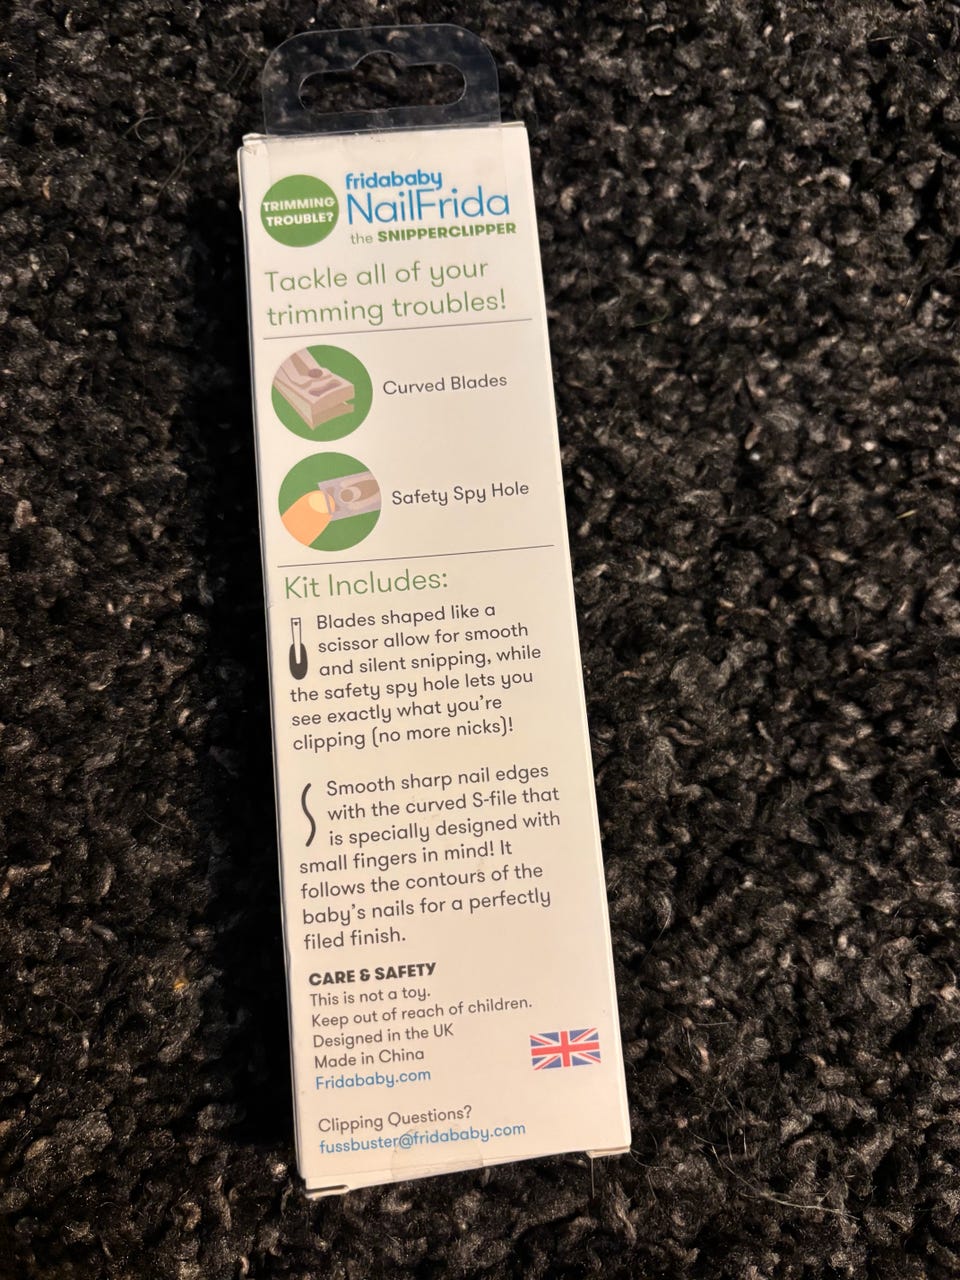 TRIMMING
TROUBLE?
fridababy
NailFrida
the SNIPPERCLIPPER
Tackle all of your
trimming troubles!
Curved Blades
Safety Spy Hole
Kit Includes:
Blades shaped like a
scissor allow for smooth
and silent snipping, while
the safety spy hole lets you
see exactly what you're
clipping (no more nicks)!
Smooth sharp nail edges
with the curved S-file that
is specially designed with
small fingers in mind! It
follows the contours of the
baby's nails for a perfectly
filed finish.
CARE & SAFETY
This is not a toy.
Keep out of reach of children.
Designed in the UK
Made in China
Fridababy.com
Clipping Questions?
fussbuster@fridababy.com